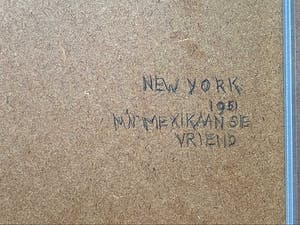 NEW YORK
1951
M'N MEXIKAANSE
VRIEND